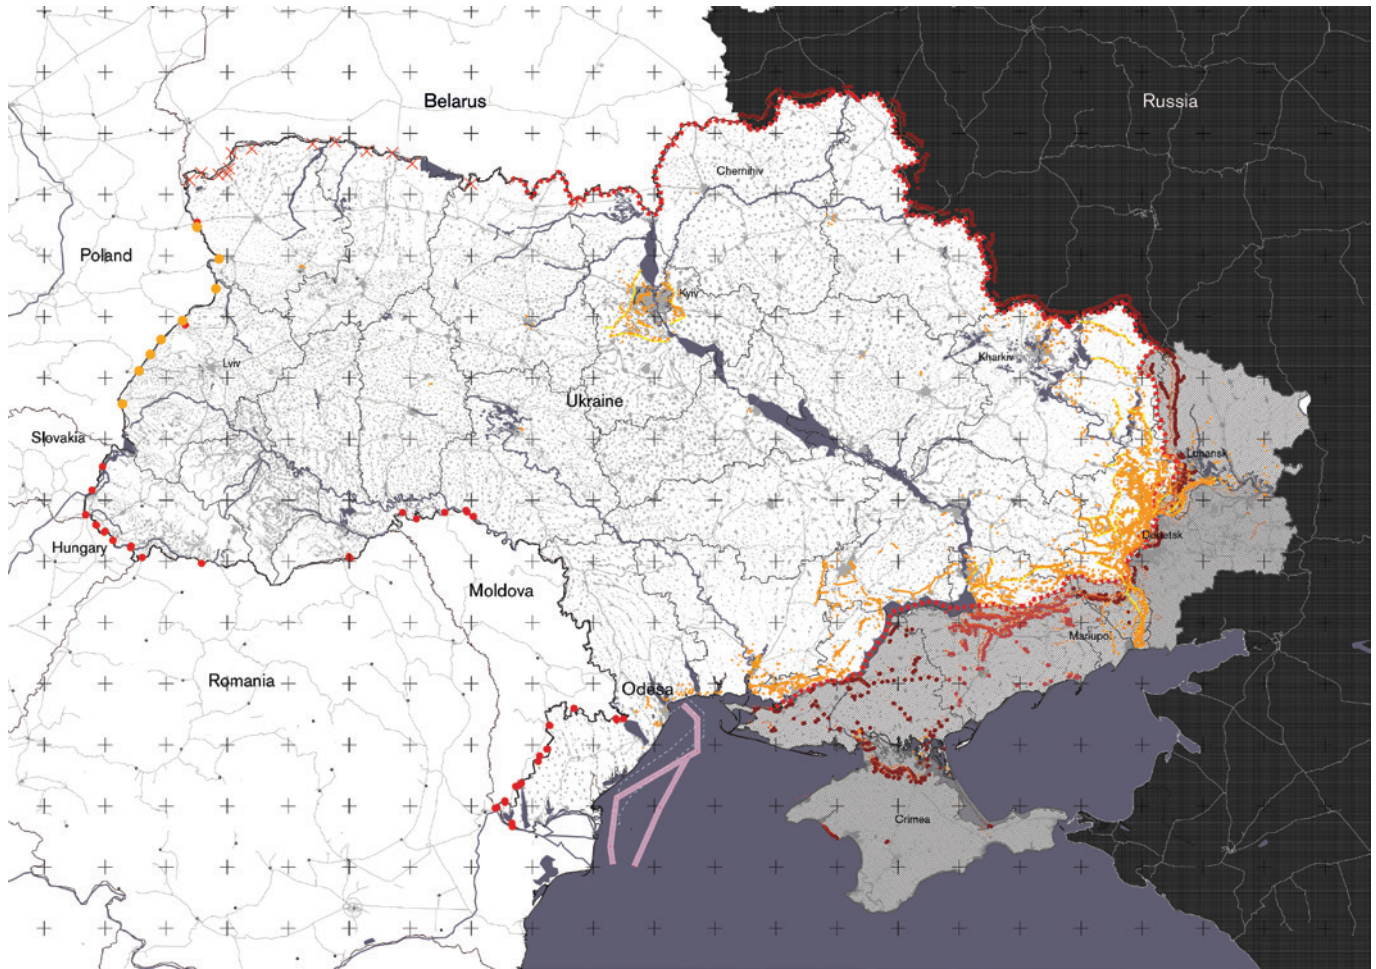 Belarus
Russia
Chernihiv
Poland
Kyiv
Kharkiv
Lviv
Ukraine
Slovakia
Luhansk
Donetsk
Hungary
Moldova
Mariupol
Romania
Odesa
Crimea